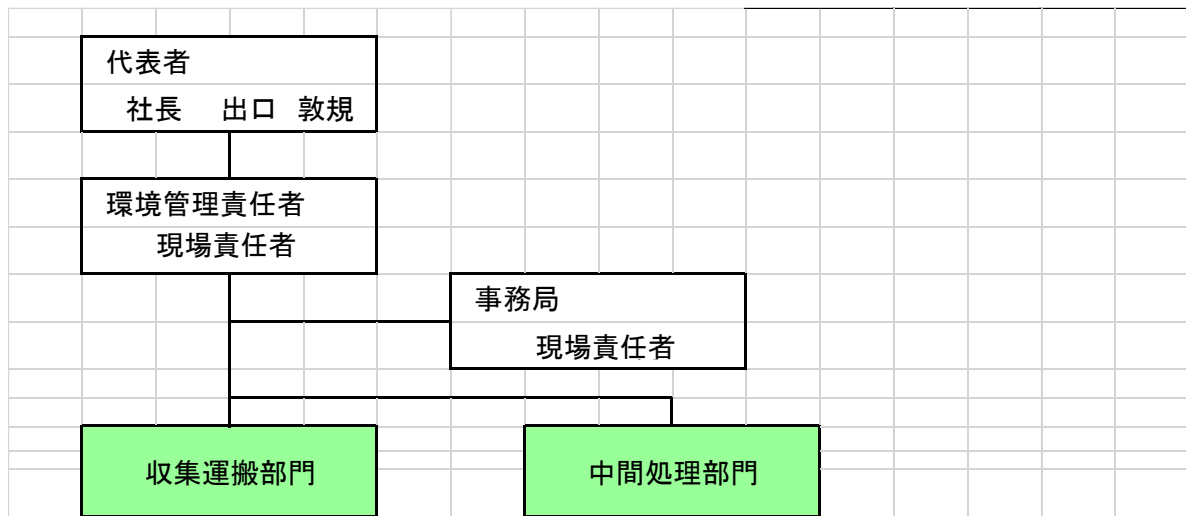 代表者
社長 出口 敦規
環境管理責任者
現場責任者
事務局
現場責任者
収集運搬部門
中間処理部門